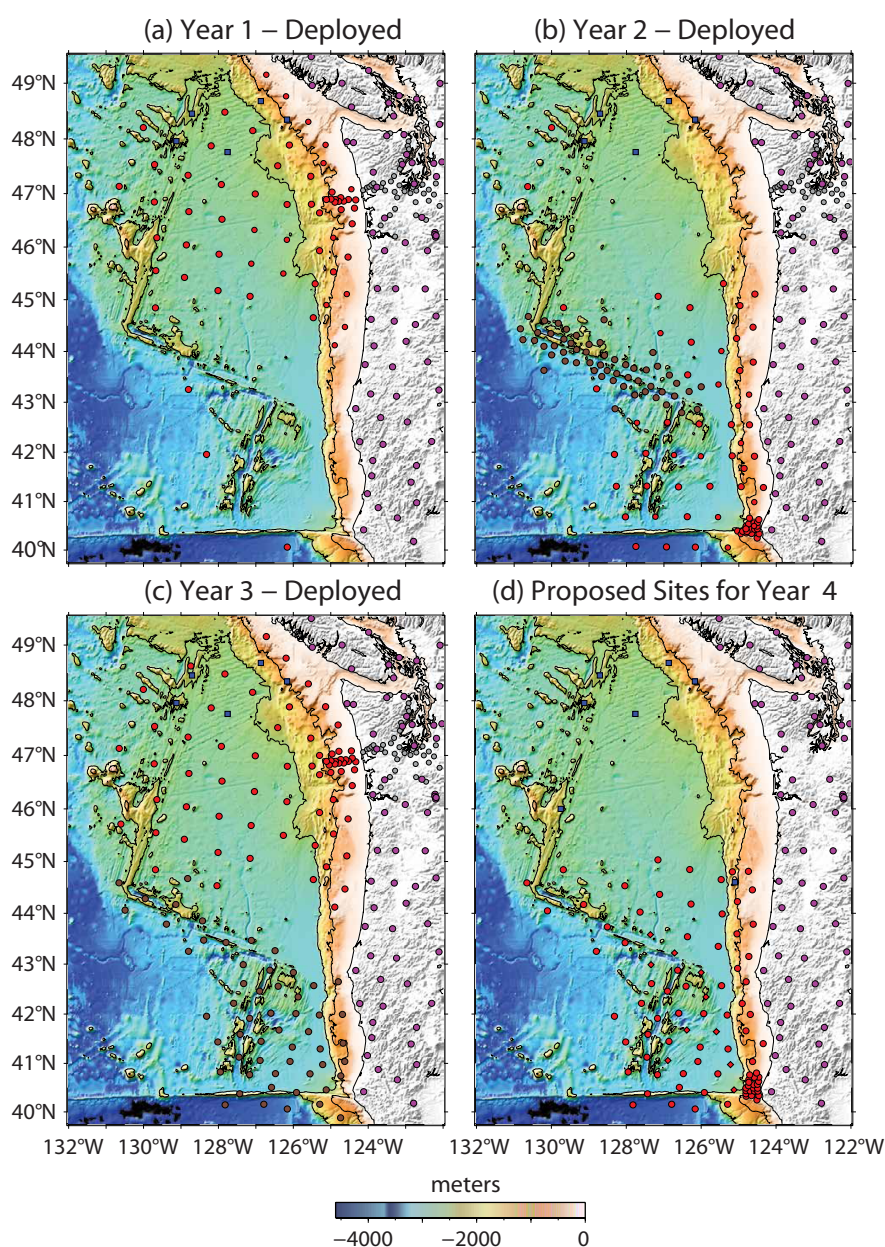 (a) Year 1 – Deployed
(b) Year 2 – Deployed
49°N
48°N
47°N
46°N
45°N
44°N
43°N
42°N
41°N
40°N
(c) Year 3 – Deployed
(d) Proposed Sites for Year 4
49°N
48°N
47°N
46°N
45°N
44°N
43°N
42°N
41°N
40°N
132°W 130°W 128°W 126°W 124°W 132°W 130°W 128°W 126°W 124°W 122°W
meters
−4000 −2000 0